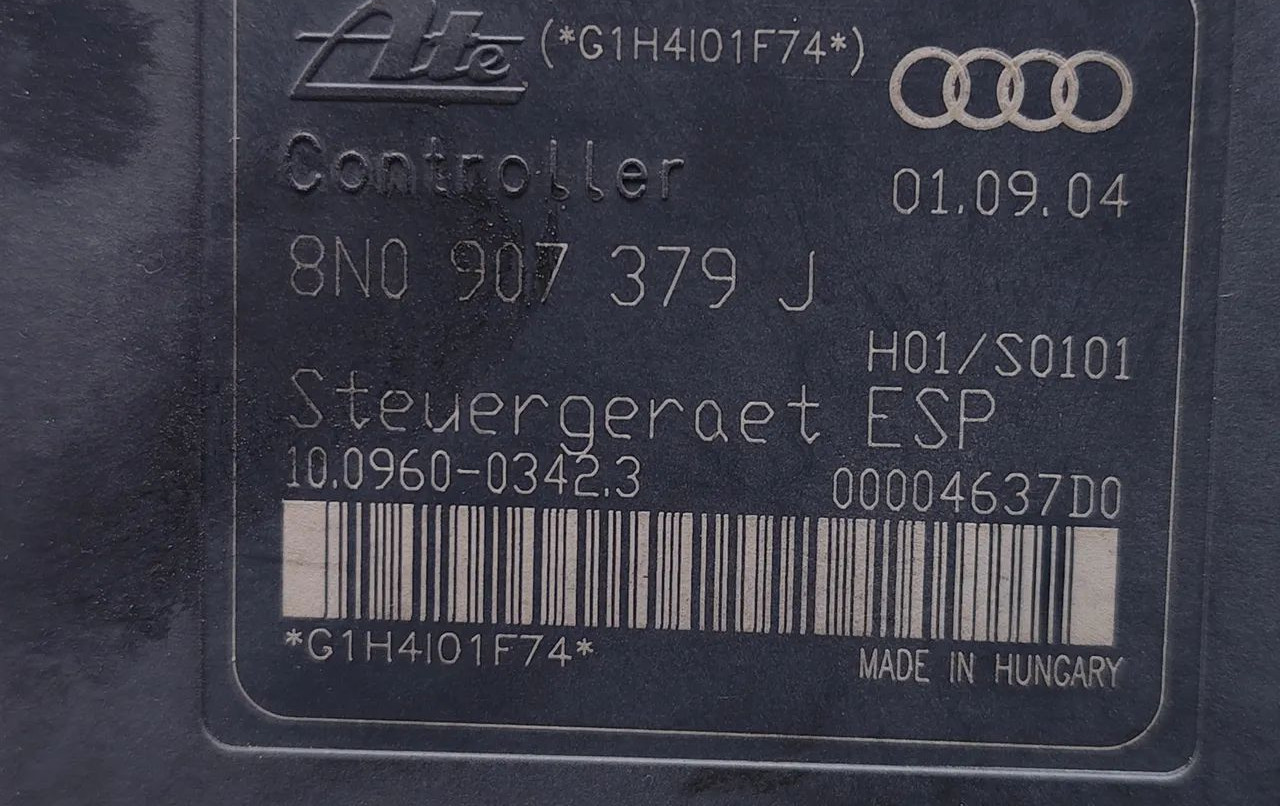 Ate (*G1H4I01F74*)
Controller
01.09.04
8N0 907 379 J
H01/S0101
Steuergeraet ESP
10.0960-0342.3 00004637D0
*G1H4I01F74*
MADE IN HUNGARY